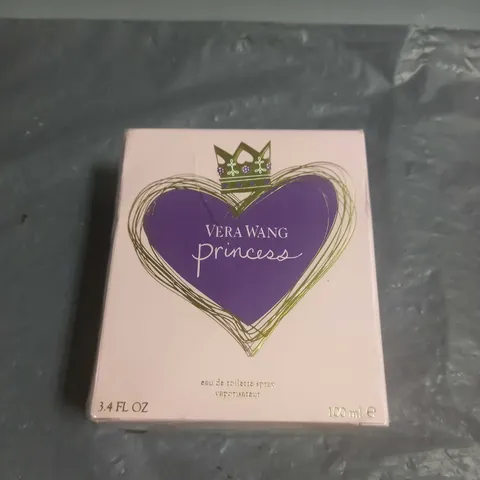 VERA WANG
princess
eau de toilette spray
vaporisateur
3.4 FL OZ
100 ml e